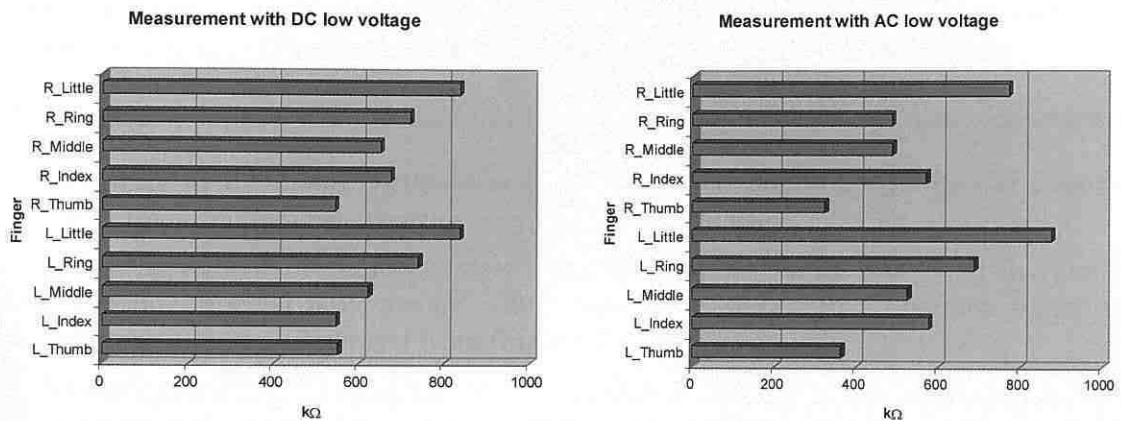 Measurement with DC low voltage
Finger
R_Little
R_Ring
R_Middle
R_Index
R_Thumb
L_Little
L_Ring
L_Middle
L_Index
L_Thumb
0 200 400 600 800 1000
kΩ
Measurement with AC low voltage
Finger
R_Little
R_Ring
R_Middle
R_Index
R_Thumb
L_Little
L_Ring
L_Middle
L_Index
L_Thumb
0 200 400 600 800 1000
kΩ